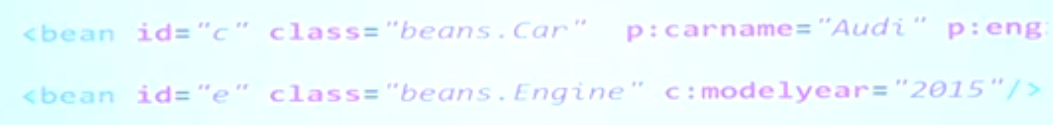 <bean id="c" class="beans.Car" p:carname="Audi" p:eng
<bean id="e" class="beans.Engine" c:modelyear="2015"/>